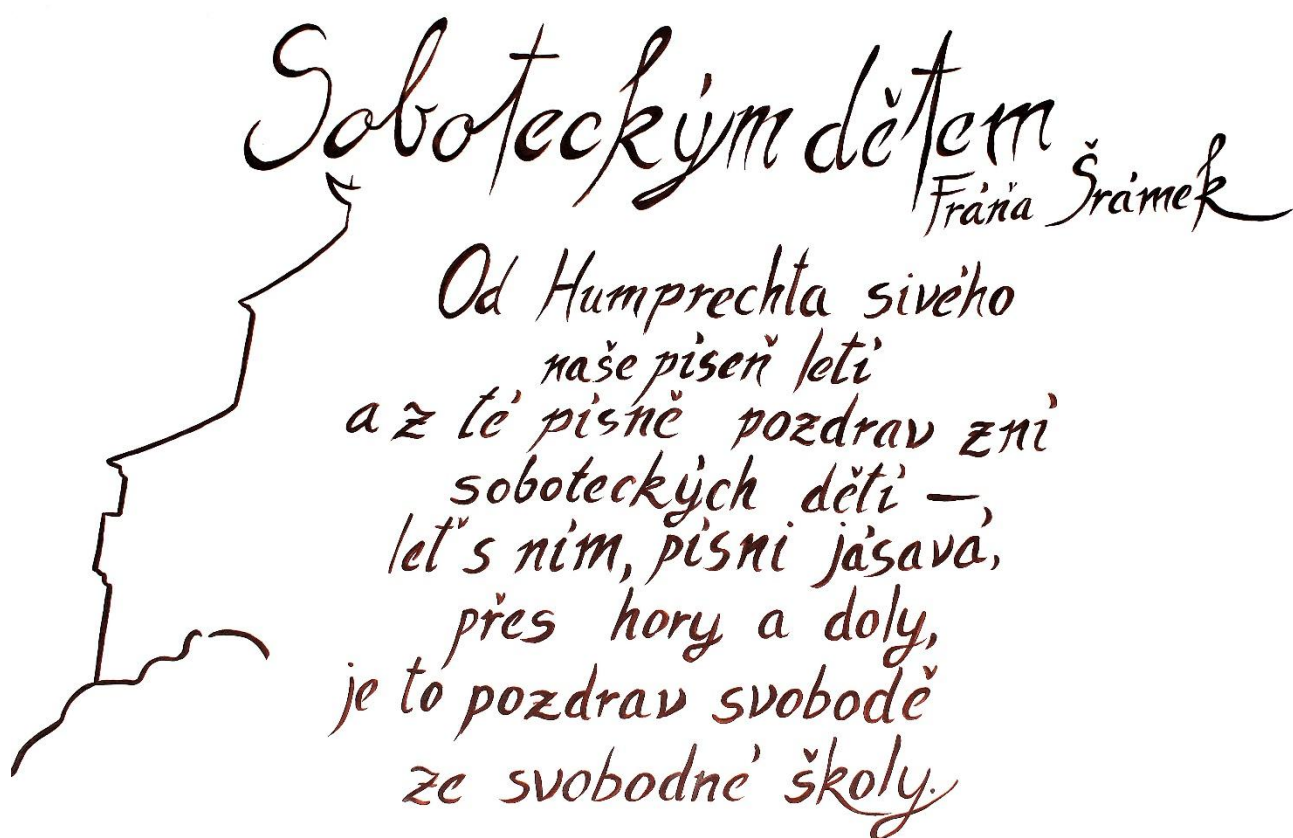 Soboteckým dětem
Fráňa Šrámek
Od Humprechta sivého
naše píseň letí
a z té písně pozdrav zní
soboteckých dětí —
leť s ním, písni jásavá,
přes hory a doly,
je to pozdrav svobodě
ze svobodné školy.